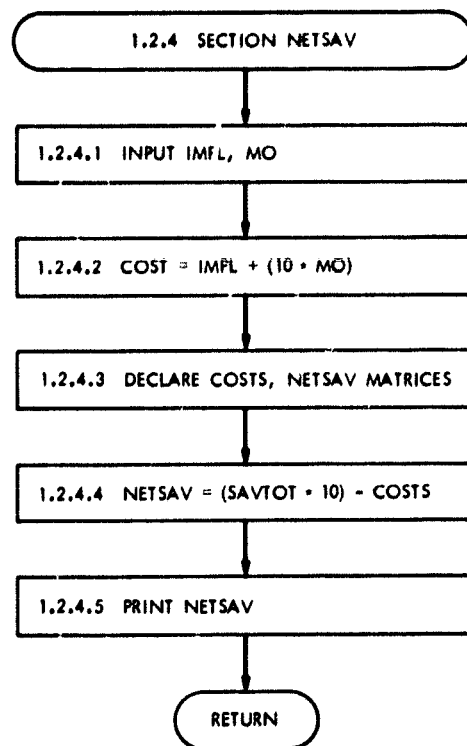 1.2.4 SECTION NETSAV
1.2.4.1 INPUT IMPL, MO
1.2.4.2 COST = IMPL + (10 * MO)
1.2.4.3 DECLARE COSTS, NETSAV MATRICES
1.2.4.4 NETSAV = (SAVTOT * 10) - COSTS
1.2.4.5 PRINT NETSAV
RETURN